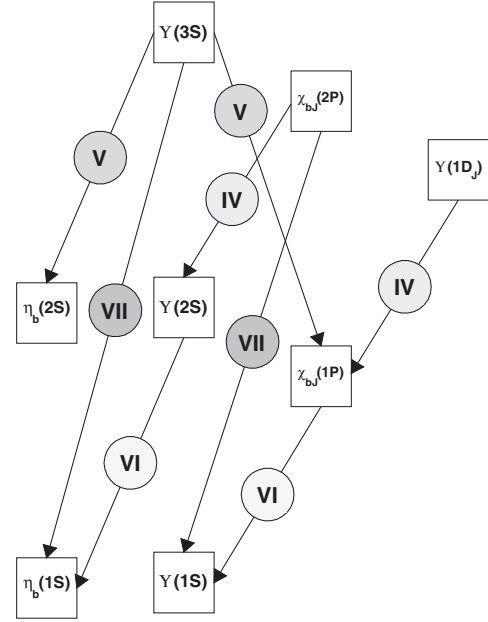 Υ(3S)
χbJ(2P)
V
V
Υ(1DJ)
IV
IV
ηb(2S)
VII
Υ(2S)
VII
χbJ(1P)
VI
VI
ηb(1S)
Υ(1S)